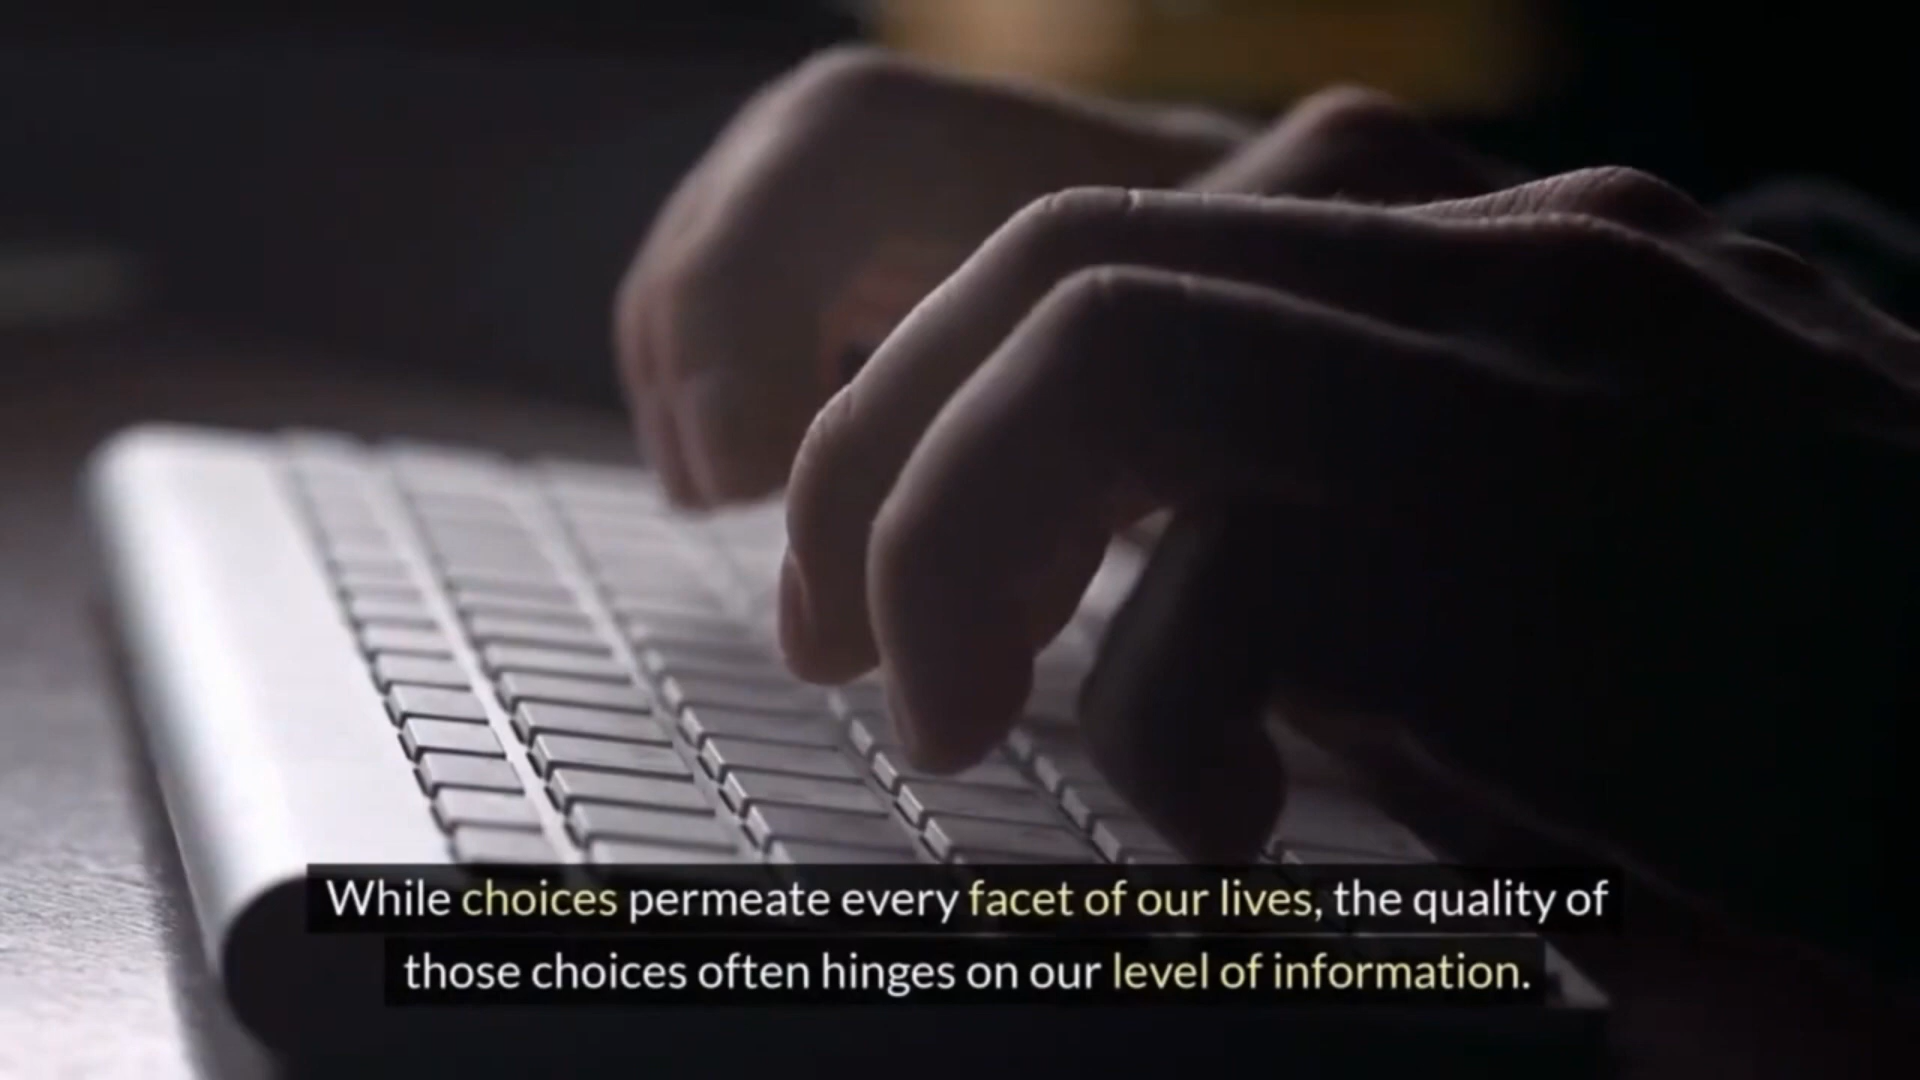 While choices permeate every facet of our lives, the quality of
those choices often hinges on our level of information.